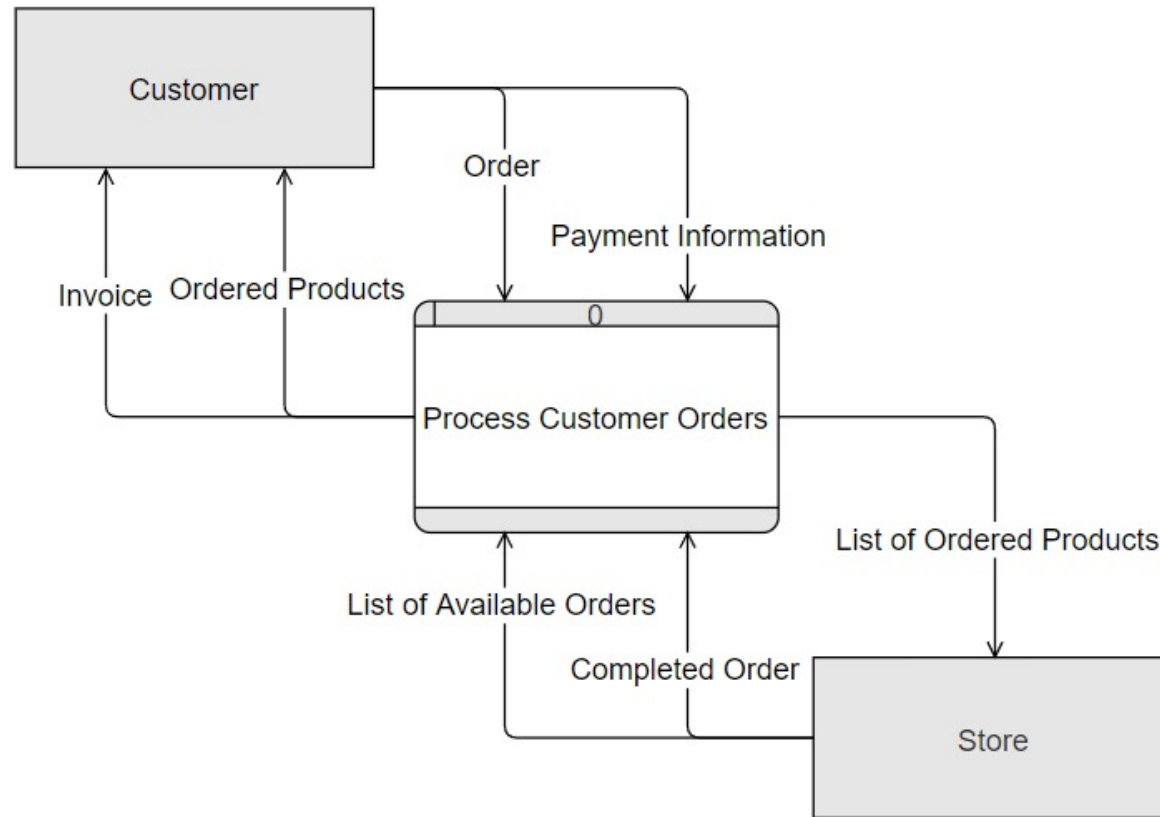 Customer
Order
Payment Information
Invoice
Ordered Products
0
Process Customer Orders
List of Ordered Products
List of Available Orders
Completed Order
Store